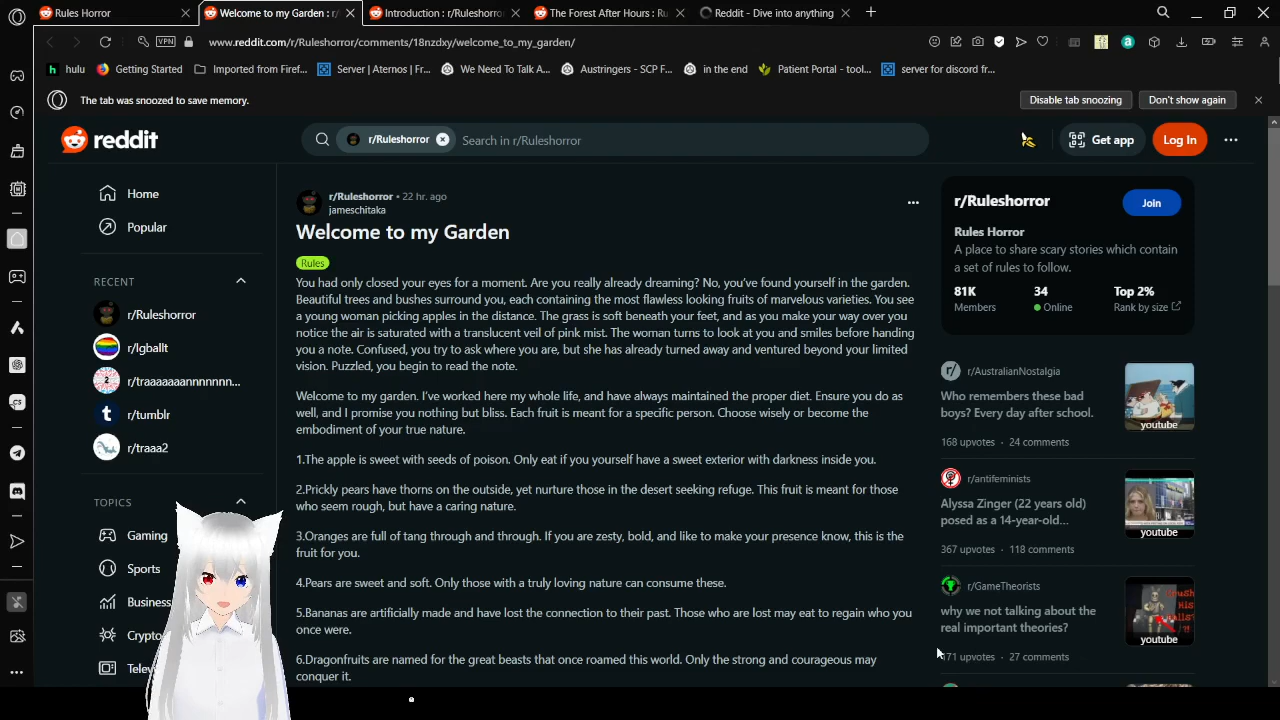 Rules Horror
Welcome to my Garden : r/
Introduction : r/Ruleshorror
The Forest After Hours : Ru
Reddit - Dive into anything
VPN
www.reddit.com/r/Ruleshorror/comments/18nzdxy/welcome_to_my_garden/
hulu
Getting Started
Imported from Firef...
Server | Aternos | Fr...
We Need To Talk A...
Austringers - SCP F...
in the end
Patient Portal - tool...
server for discord fr...
The tab was snoozed to save memory.
Disable tab snoozing
Don't show again
reddit
r/Ruleshorror
Search in r/Ruleshorror
Get app
Log In
Home
Popular
RECENT
r/Ruleshorror
r/lgballt
r/traaaaaaannnnnnn...
r/tumblr
r/traaa2
TOPICS
Gaming
Sports
Business
Crypto
Televi
r/Ruleshorror • 22 hr. ago
jameschitaka
Welcome to my Garden
Rules
You had only closed your eyes for a moment. Are you really already dreaming? No, you've found yourself in the garden.
Beautiful trees and bushes surround you, each containing the most flawless looking fruits of marvelous varieties. You see
a young woman picking apples in the distance. The grass is soft beneath your feet, and as you make your way over you
notice the air is saturated with a translucent veil of pink mist. The woman turns to look at you and smiles before handing
you a note. Confused, you try to ask where you are, but she has already turned away and ventured beyond your limited
vision. Puzzled, you begin to read the note.
Welcome to my garden. I've worked here my whole life, and have always maintained the proper diet. Ensure you do as
well, and I promise you nothing but bliss. Each fruit is meant for a specific person. Choose wisely or become the
embodiment of your true nature.
1.The apple is sweet with seeds of poison. Only eat if you yourself have a sweet exterior with darkness inside you.
2.Prickly pears have thorns on the outside, yet nurture those in the desert seeking refuge. This fruit is meant for those
who seem rough, but have a caring nature.
3.Oranges are full of tang through and through. If you are zesty, bold, and like to make your presence know, this is the
fruit for you.
4.Pears are sweet and soft. Only those with a truly loving nature can consume these.
5.Bananas are artificially made and have lost the connection to their past. Those who are lost may eat to regain who you
once were.
6.Dragonfruits are named for the great beasts that once roamed this world. Only the strong and courageous may
conquer it.
r/Ruleshorror
Join
Rules Horror
A place to share scary stories which contain
a set of rules to follow.
81K
34
Top 2%
Members
Online
Rank by size
r/AustralianNostalgia
Who remembers these bad
boys? Every day after school.
168 upvotes • 24 comments
youtube
r/antifeminists
Alyssa Zinger (22 years old)
posed as a 14-year-old...
367 upvotes • 118 comments
youtube
r/GameTheorists
why we not talking about the
real important theories?
471 upvotes • 27 comments
youtube